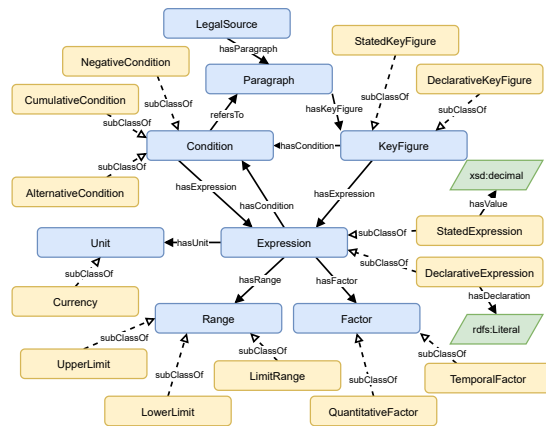 LegalSource
StatedKeyFigure
hasParagraph
NegativeCondition
Paragraph
DeclarativeKeyFigure
subClassOf
CumulativeCondition
subClassOf
hasKeyFigure
subClassOf
subClassOf
refersTo
Condition
hasCondition
KeyFigure
subClassOf
xsd:decimal
AlternativeCondition
hasExpression
hasExpression
hasCondition
hasValue
Unit
hasUnit
Expression
subClassOf
StatedExpression
subClassOf
subClassOf
DeclarativeExpression
hasRange
hasFactor
hasDeclaration
Currency
Range
Factor
rdfs:Literal
UpperLimit
subClassOf
subClassOf
subClassOf
LimitRange
subClassOf
TemporalFactor
subClassOf
LowerLimit
QuantitativeFactor